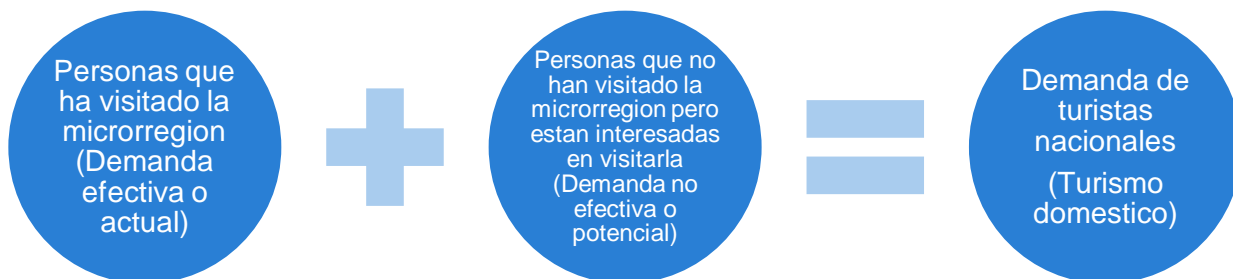 Personas que
ha visitado la
microrregion
(Demanda
efectiva o
actual)
Personas que no
han visitado la
microrregion pero
estan interesadas
en visitarla
(Demanda no
efectiva o
potencial)
Demanda de
turistas
nacionales
(Turismo
domestico)